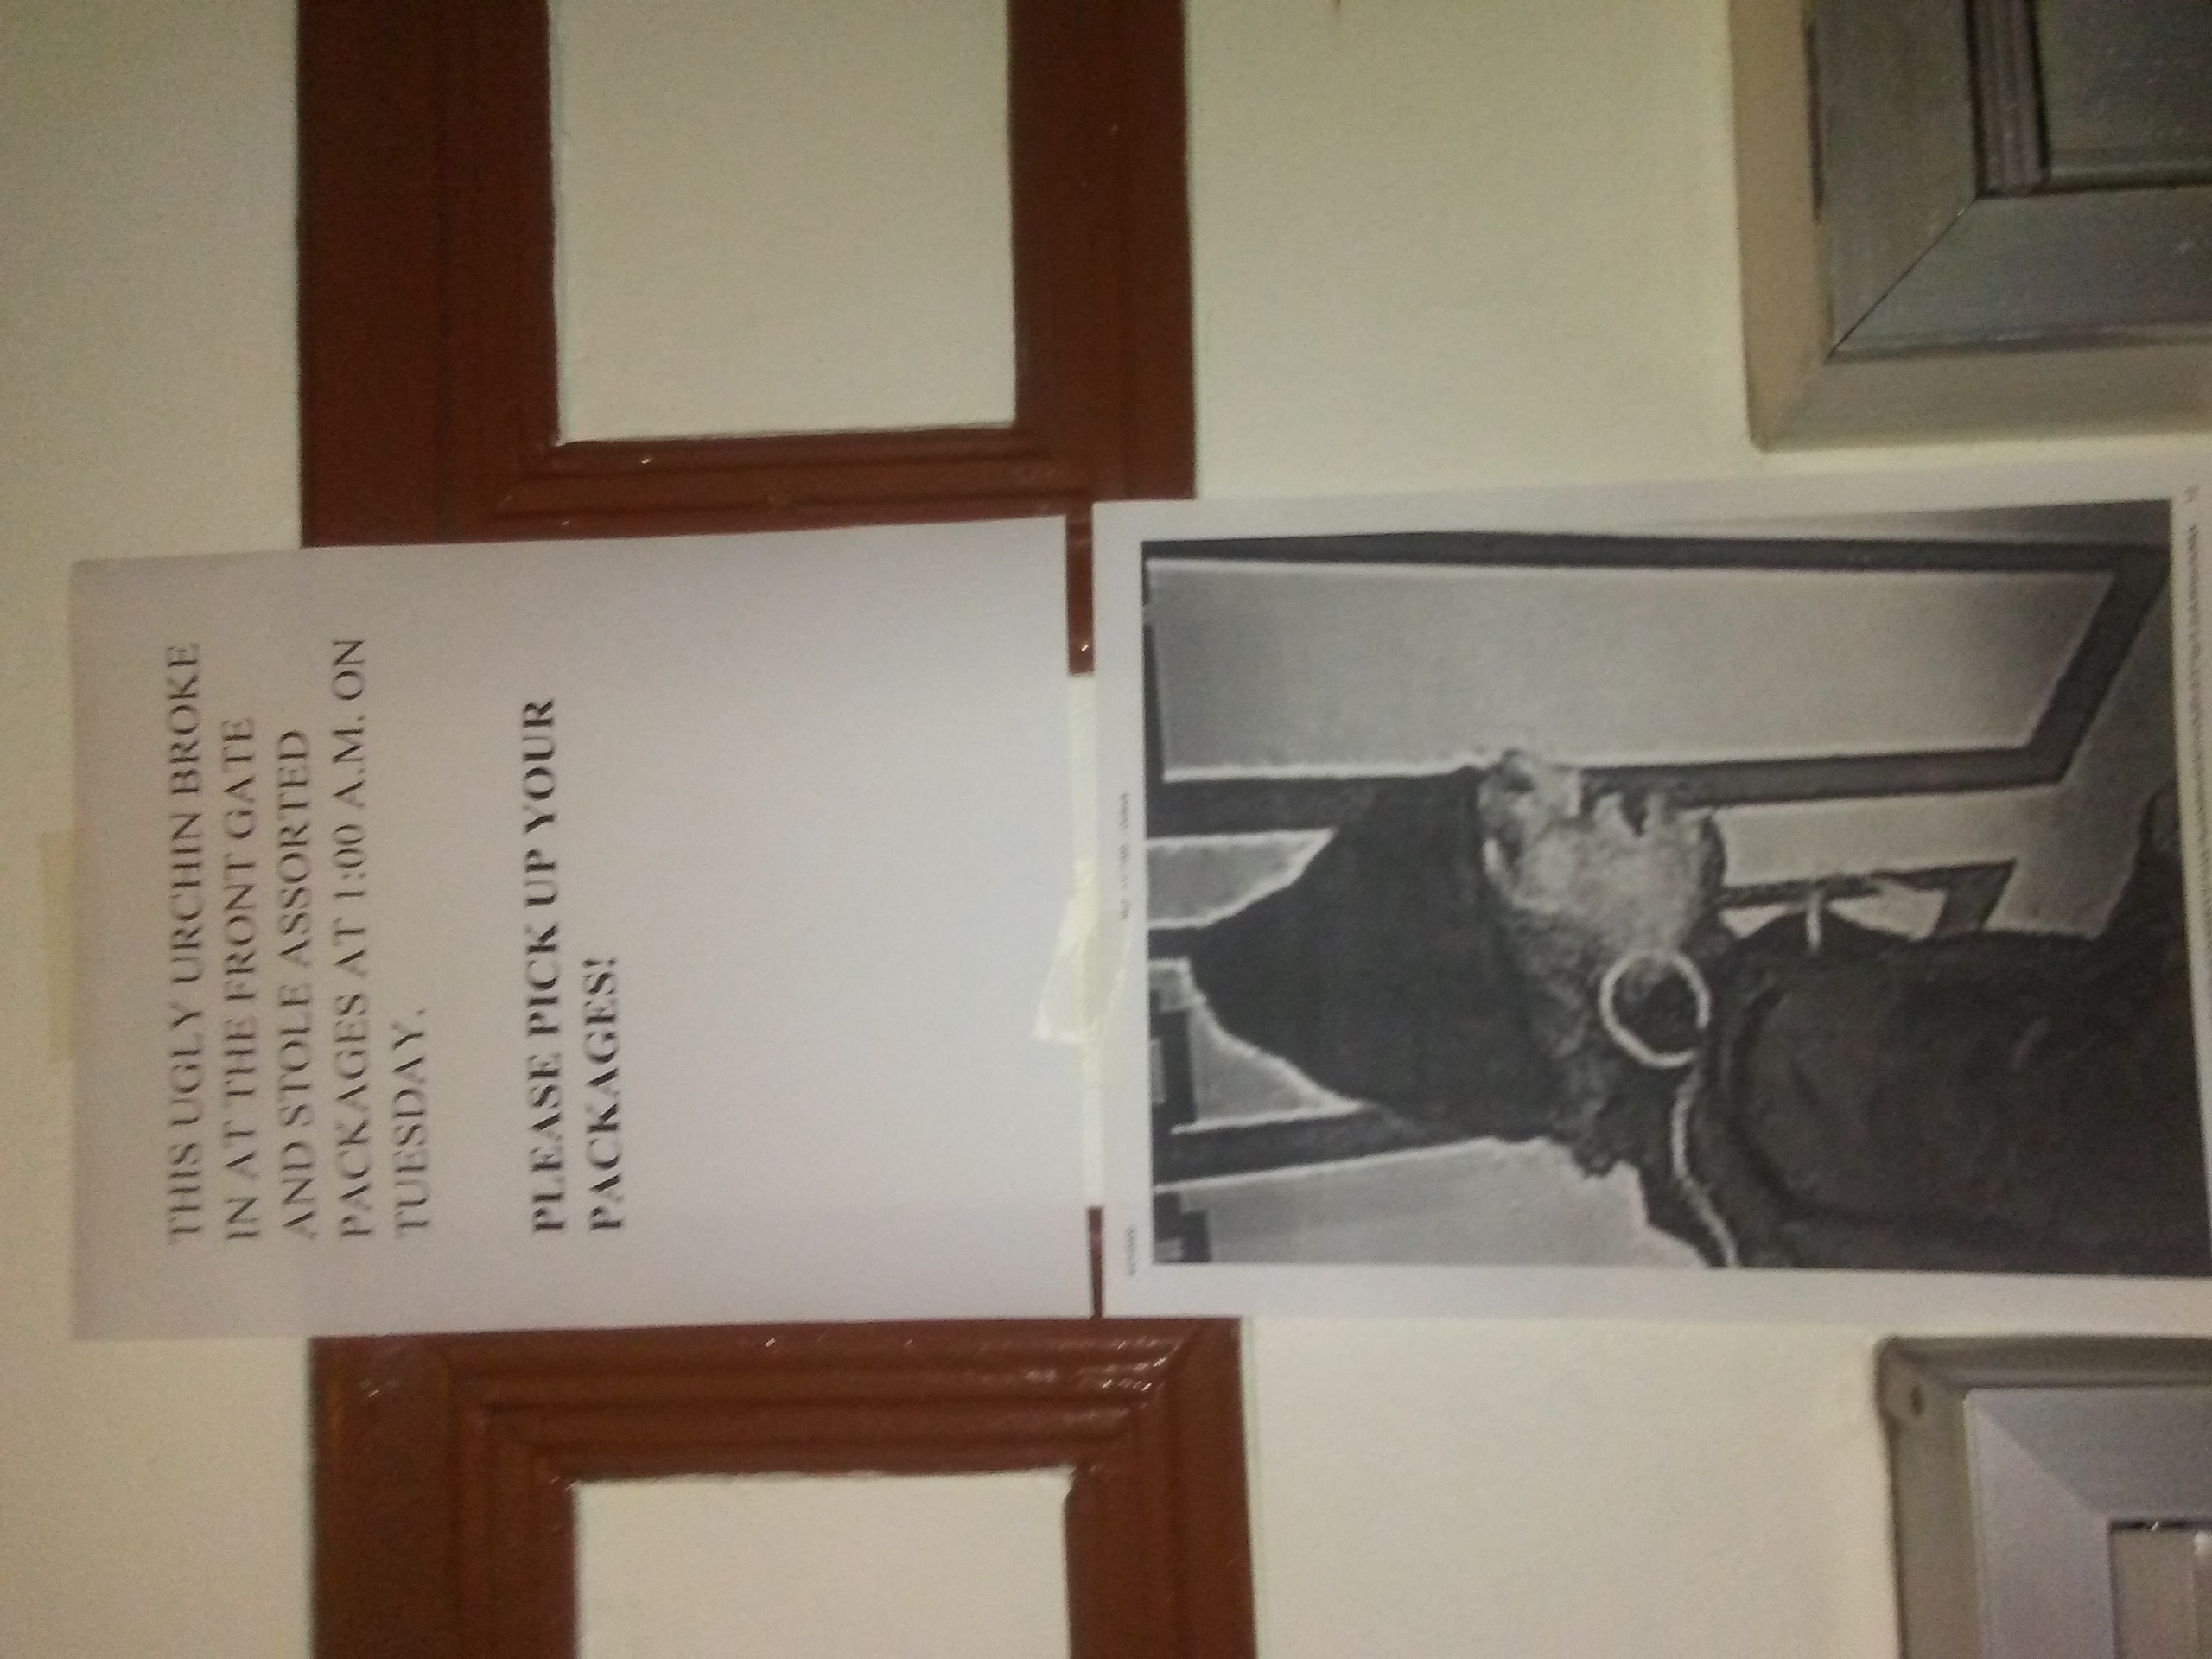 THIS UGLY URCHIN BROKE
IN AT THE FRONT GATE
AND STOLE ASSORTED
PACKAGES AT 1:00 A.M. ON
TUESDAY.
PLEASE PICK UP YOUR
PACKAGES!